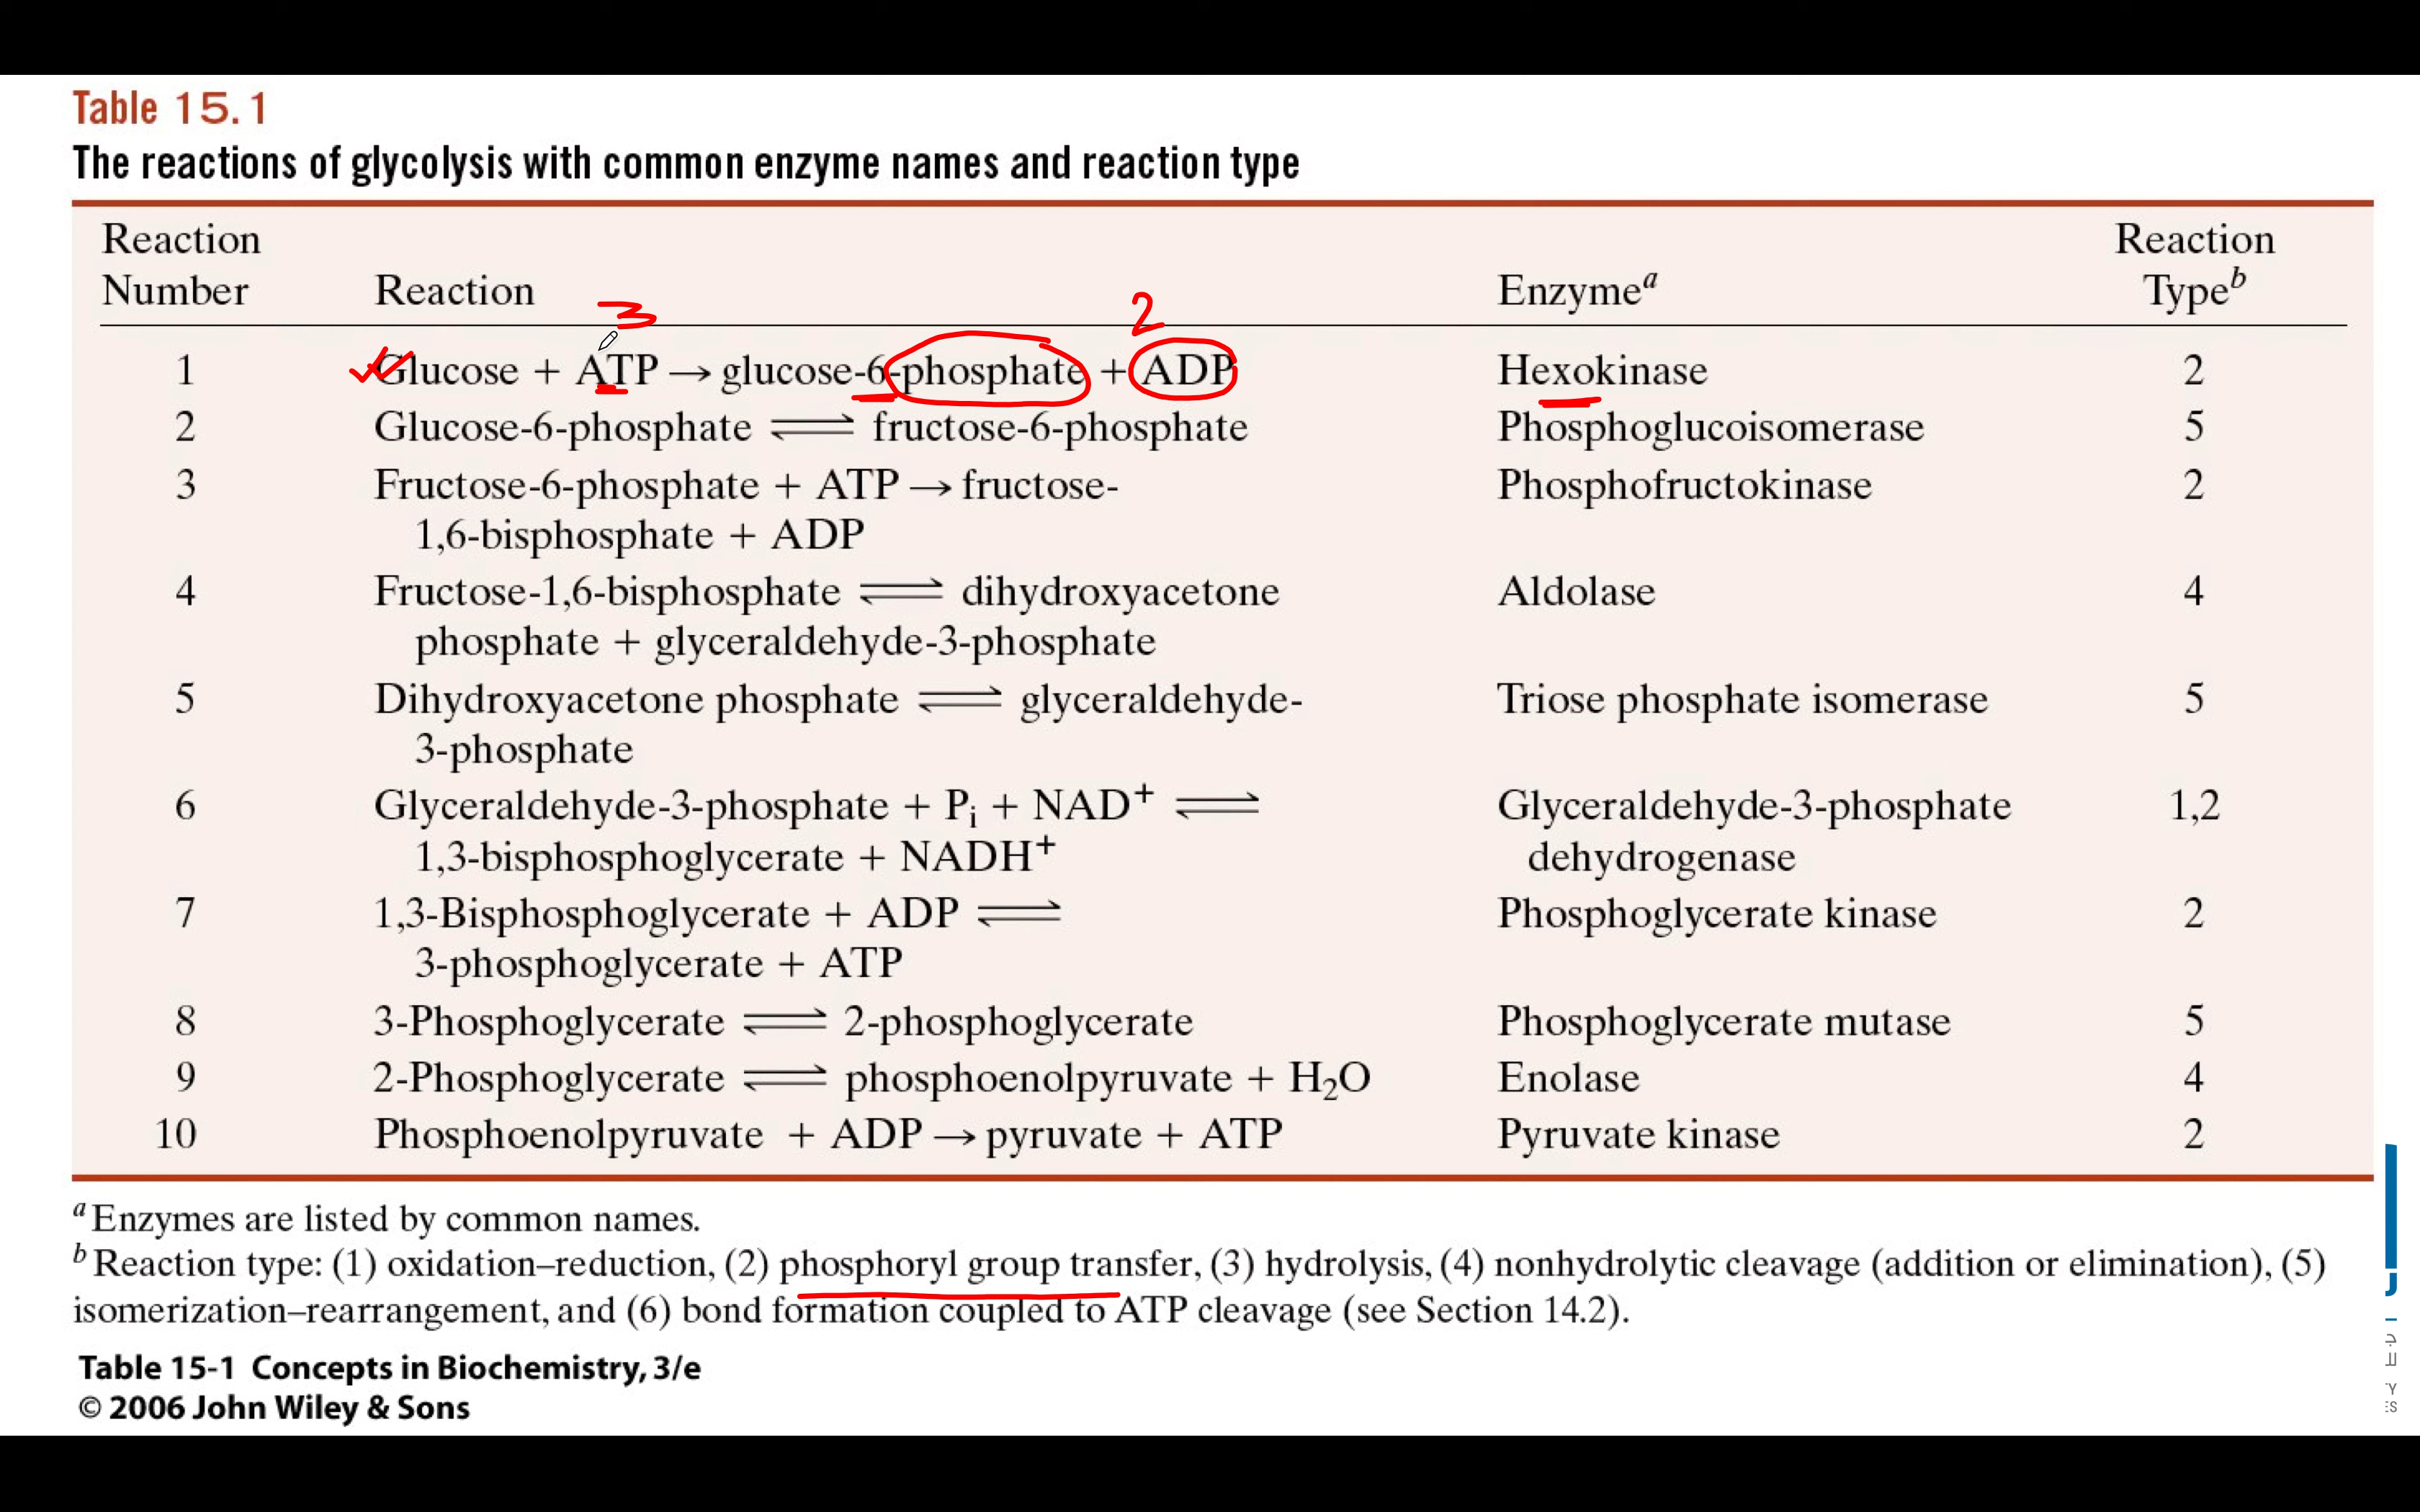 Table 15.1
The reactions of glycolysis with common enzyme names and reaction type
Reaction Number Reaction Enzymeᵃ Reaction Typeᵇ
3 2
1 Glucose + ATP → glucose-6-phosphate + ADP Hexokinase 2
2 Glucose-6-phosphate ⇌ fructose-6-phosphate Phosphoglucoisomerase 5
3 Fructose-6-phosphate + ATP → fructose- Phosphofructokinase 2
1,6-bisphosphate + ADP
4 Fructose-1,6-bisphosphate ⇌ dihydroxyacetone Aldolase 4
phosphate + glyceraldehyde-3-phosphate
5 Dihydroxyacetone phosphate ⇌ glyceraldehyde- Triose phosphate isomerase 5
3-phosphate
6 Glyceraldehyde-3-phosphate + Pᵢ + NAD⁺ ⇌ Glyceraldehyde-3-phosphate 1,2
1,3-bisphosphoglycerate + NADH⁺ dehydrogenase
7 1,3-Bisphosphoglycerate + ADP ⇌ Phosphoglycerate kinase 2
3-phosphoglycerate + ATP
8 3-Phosphoglycerate ⇌ 2-phosphoglycerate Phosphoglycerate mutase 5
9 2-Phosphoglycerate ⇌ phosphoenolpyruvate + H₂O Enolase 4
10 Phosphoenolpyruvate + ADP → pyruvate + ATP Pyruvate kinase 2
ᵃ Enzymes are listed by common names.
ᵇ Reaction type: (1) oxidation–reduction, (2) phosphoryl group transfer, (3) hydrolysis, (4) nonhydrolytic cleavage (addition or elimination), (5)
isomerization–rearrangement, and (6) bond formation coupled to ATP cleavage (see Section 14.2).
Table 15-1 Concepts in Biochemistry, 3/e
© 2006 John Wiley & Sons